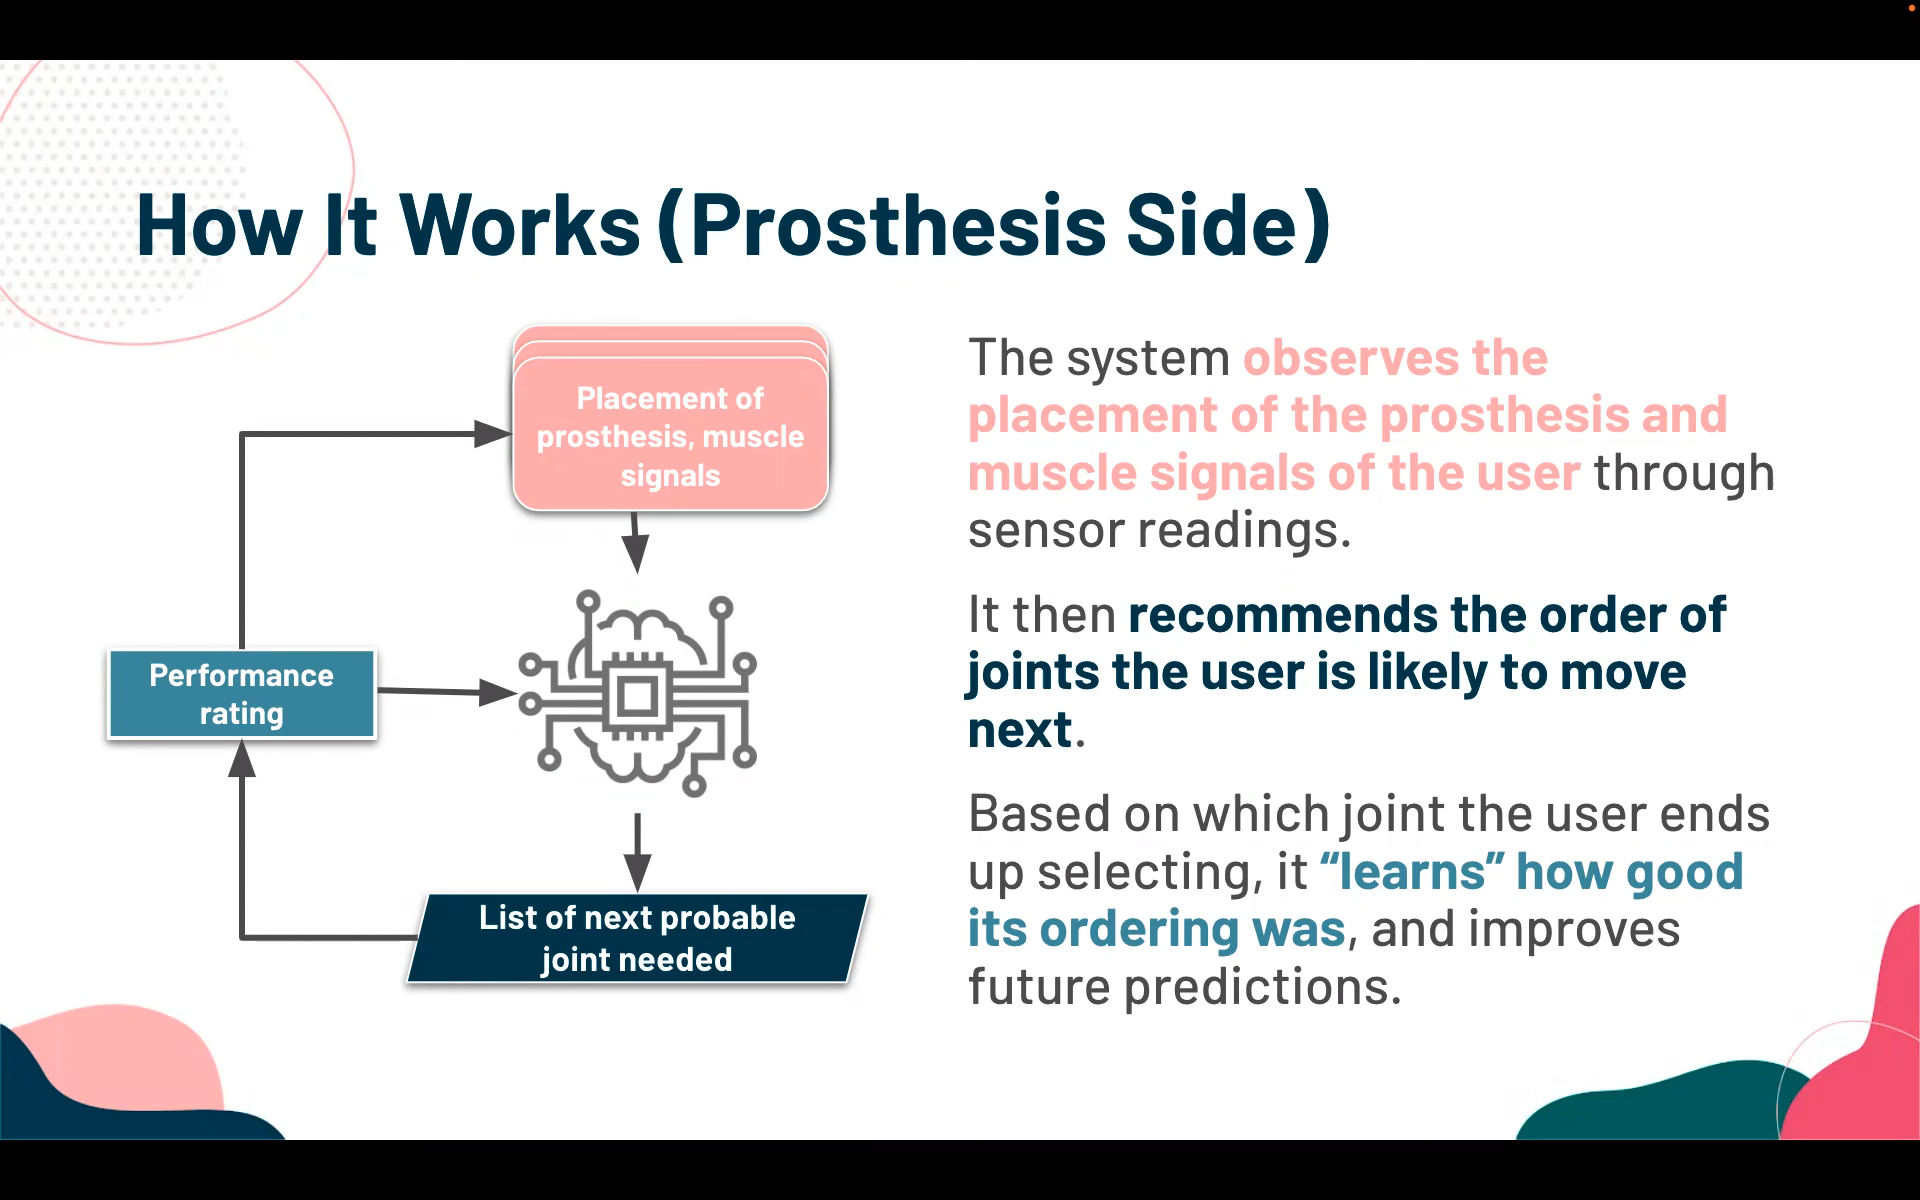 How It Works (Prosthesis Side)
Placement of
prosthesis, muscle
signals
Performance
rating
List of next probable
joint needed
The system observes the
placement of the prosthesis and
muscle signals of the user through
sensor readings.
It then recommends the order of
joints the user is likely to move
next.
Based on which joint the user ends
up selecting, it “learns” how good
its ordering was, and improves
future predictions.